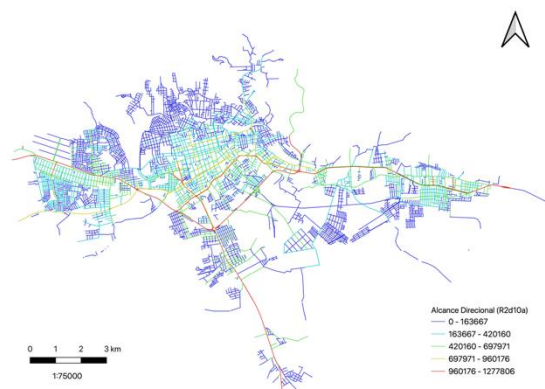 Alcance Direcional (R2d10a)
0 - 163667
163667 - 420160
420160 - 697971
697971 - 960176
960176 - 1277806
0 1 2 3 km
1:75000